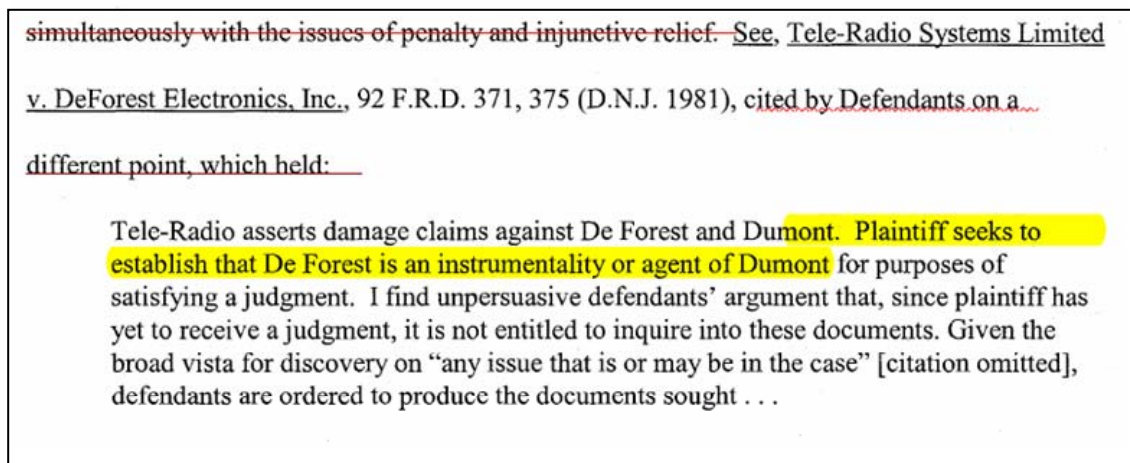 simultaneously with the issues of penalty and injunctive relief. See, Tele-Radio Systems Limited
v. DeForest Electronics, Inc., 92 F.R.D. 371, 375 (D.N.J. 1981), cited by Defendants on a
different point, which held:
Tele-Radio asserts damage claims against De Forest and Dumont. Plaintiff seeks to
establish that De Forest is an instrumentality or agent of Dumont for purposes of
satisfying a judgment. I find unpersuasive defendants' argument that, since plaintiff has
yet to receive a judgment, it is not entitled to inquire into these documents. Given the
broad vista for discovery on “any issue that is or may be in the case” [citation omitted],
defendants are ordered to produce the documents sought . . .